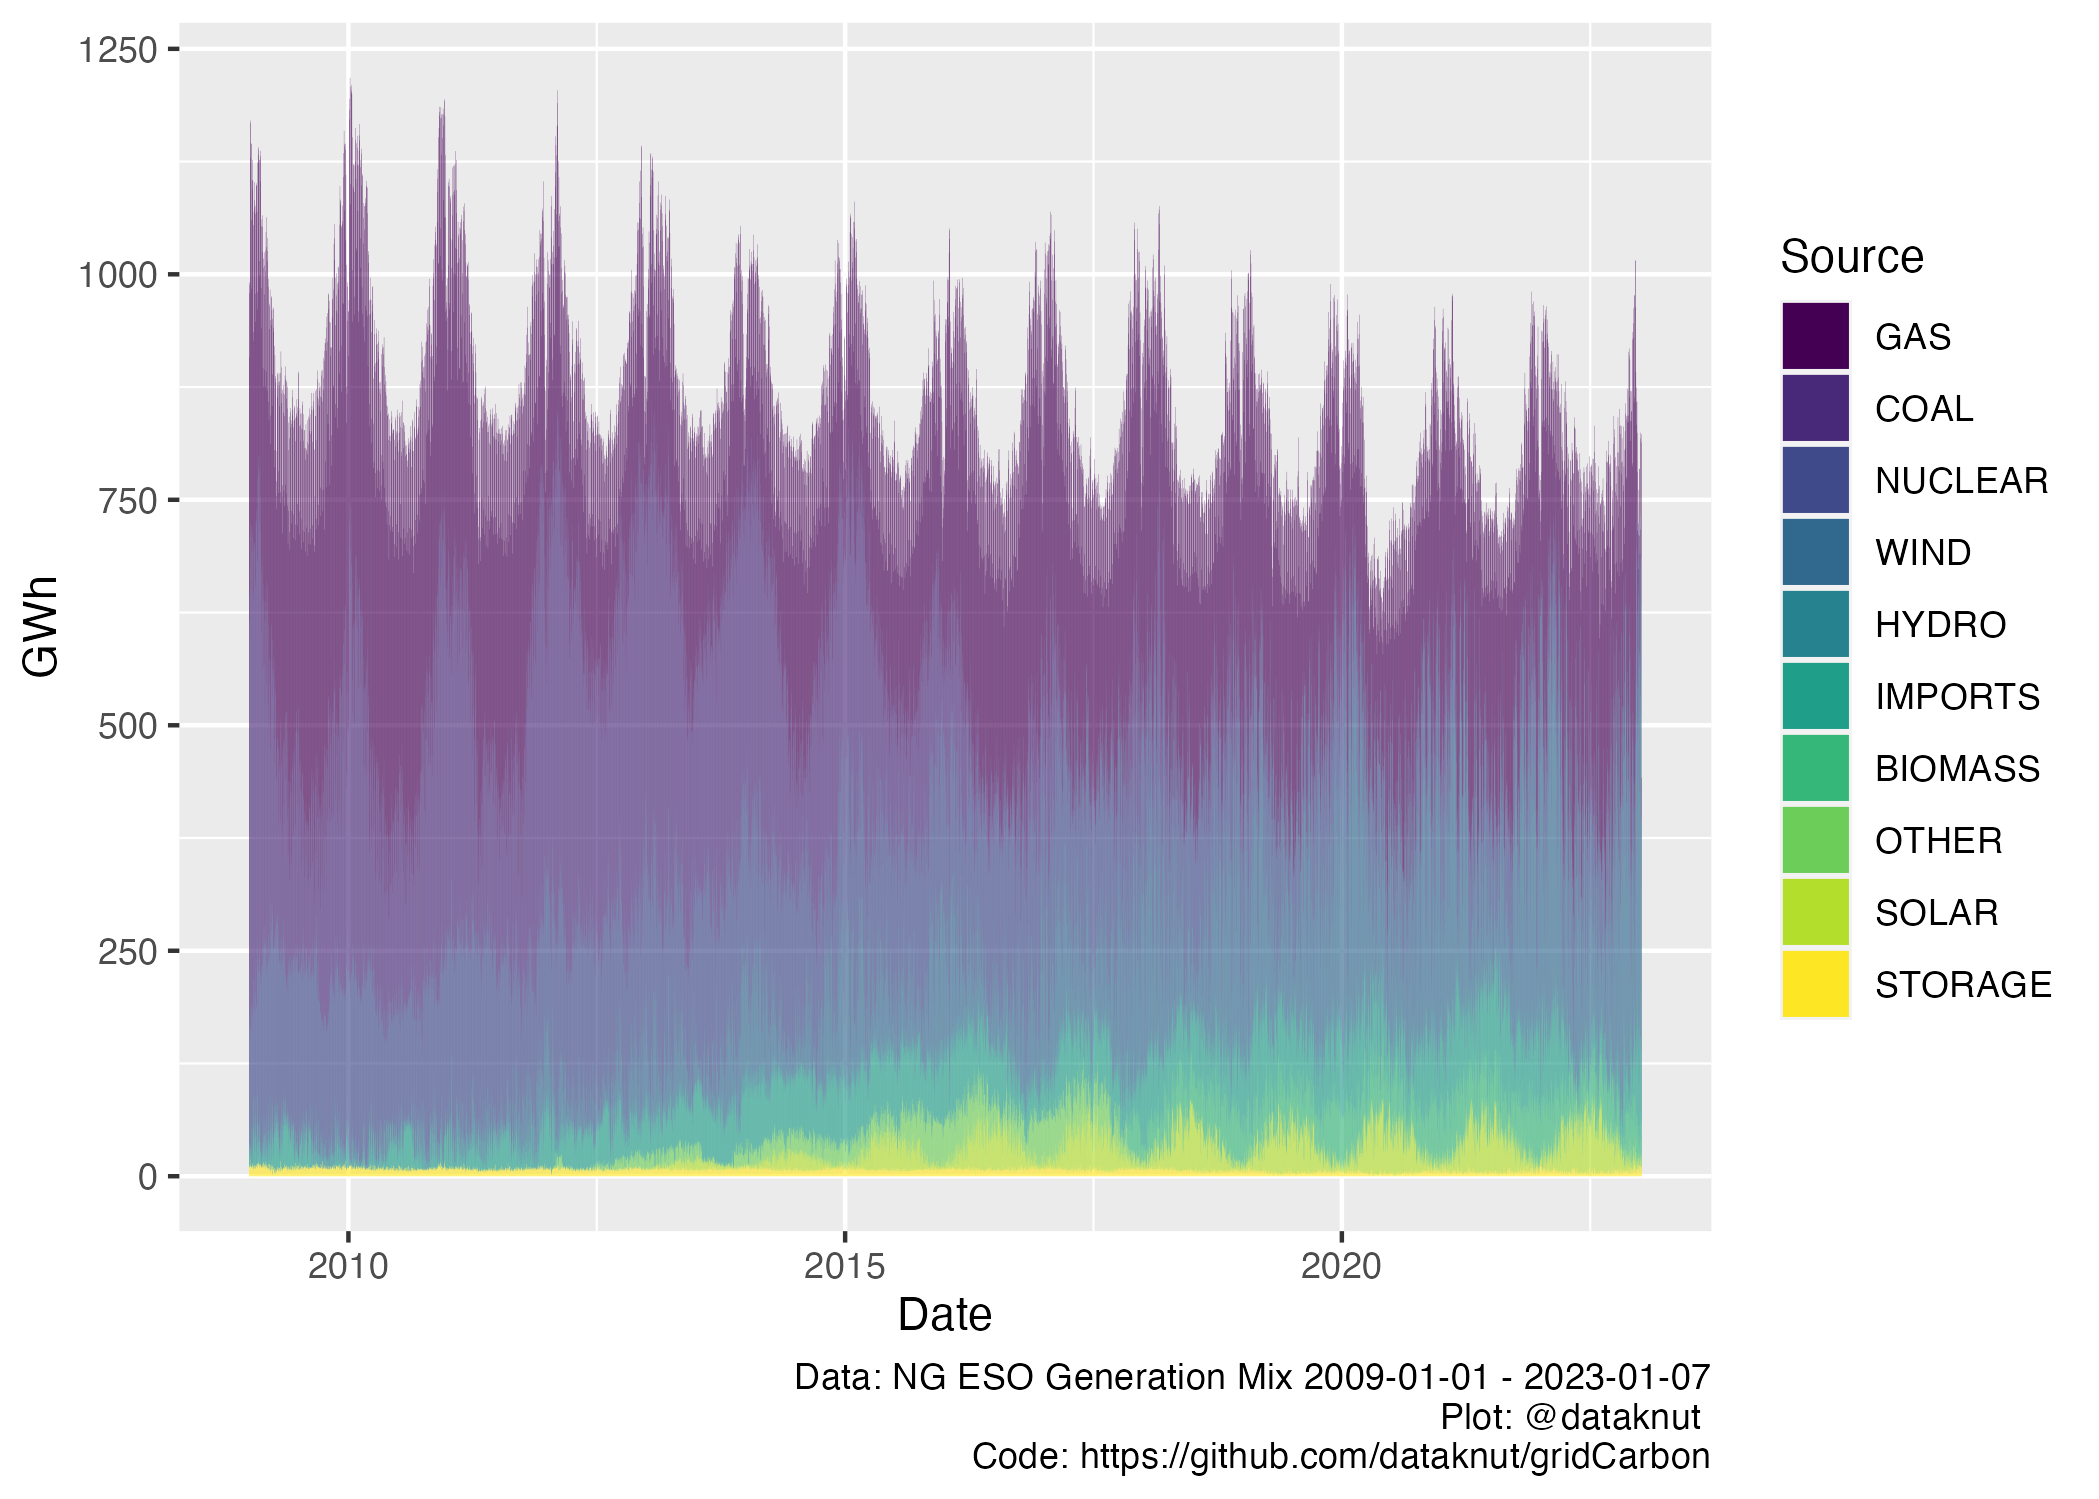 1250
1000
750
500
250
0
GWh
2010
2015
2020
Date
Source
GAS
COAL
NUCLEAR
WIND
HYDRO
IMPORTS
BIOMASS
OTHER
SOLAR
STORAGE
Data: NG ESO Generation Mix 2009-01-01 - 2023-01-07
Plot: @dataknut
Code: https://github.com/dataknut/gridCarbon